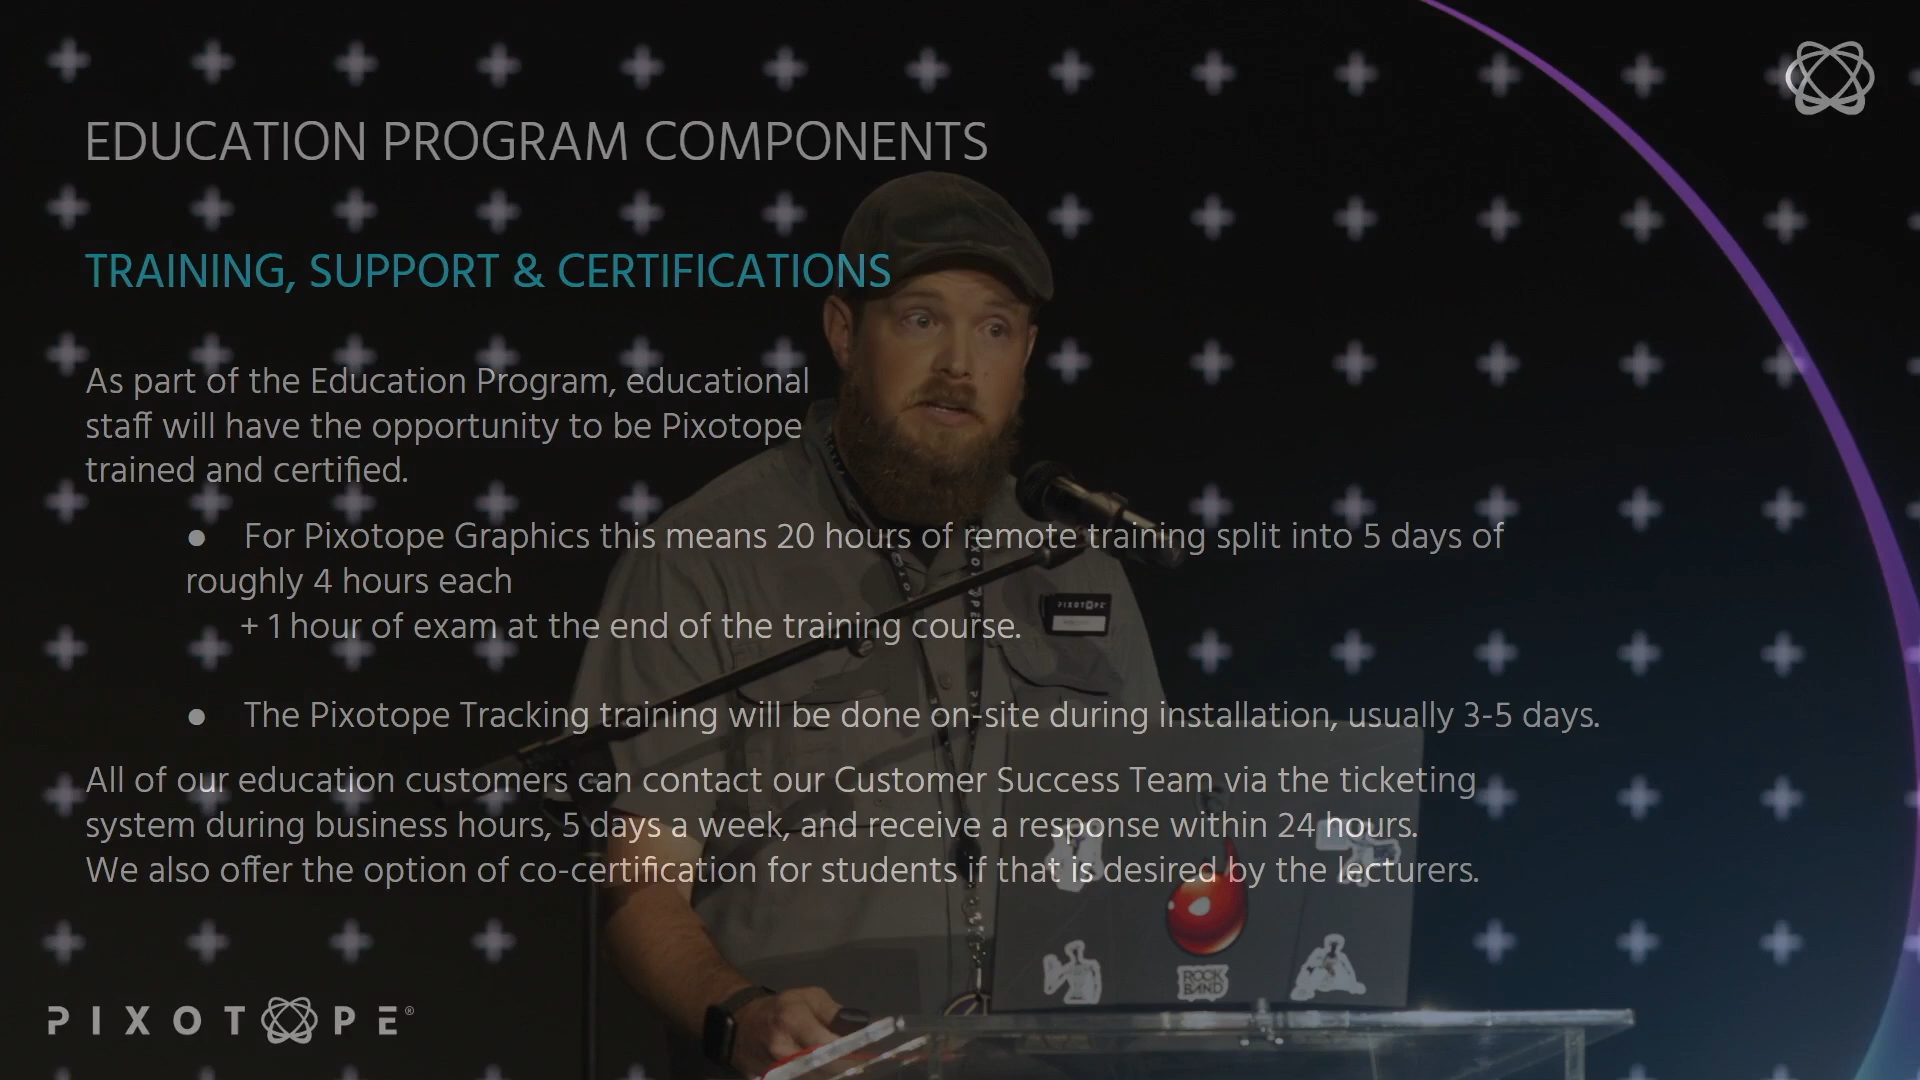 EDUCATION PROGRAM COMPONENTS
TRAINING, SUPPORT & CERTIFICATIONS
As part of the Education Program, educational
staff will have the opportunity to be Pixotope
trained and certified.
● For Pixotope Graphics this means 20 hours of remote training split into 5 days of
roughly 4 hours each
+ 1 hour of exam at the end of the training course.
PIXOTOPE
● The Pixotope Tracking training will be done on-site during installation, usually 3-5 days.
All of our education customers can contact our Customer Success Team via the ticketing
system during business hours, 5 days a week, and receive a response within 24 hours.
We also offer the option of co-certification for students if that is desired by the lecturers.
ROCK
BAND
PIXOTOPE®